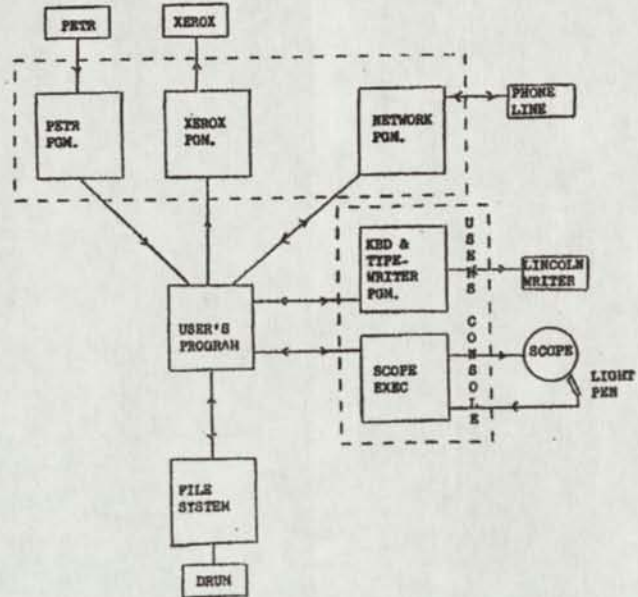 PETR
XEROX
PETR
PGM.
XEROX
PGM.
NETWORK
PGM.
PHONE
LINE
KBD &
TYPE-
WRITER
PGM.
USER'S CONSOLE
LINCOLN
WRITER
USER'S
PROGRAM
SCOPE
EXEC
SCOPE
LIGHT
PEN
FILE
SYSTEM
DRUM